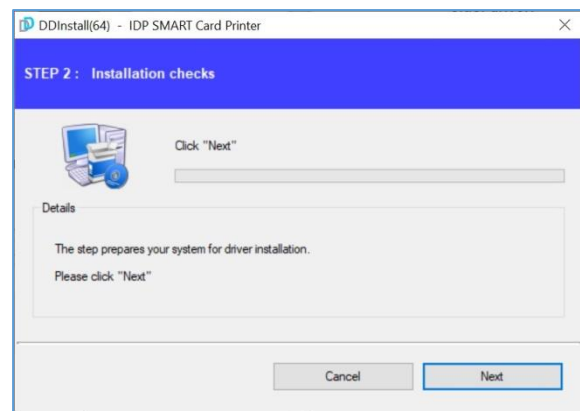 DDInstall(64) - IDP SMART Card Printer
STEP 2 : Installation checks
Click "Next"
Details
The step prepares your system for driver installation.
Please click "Next"
Cancel
Next